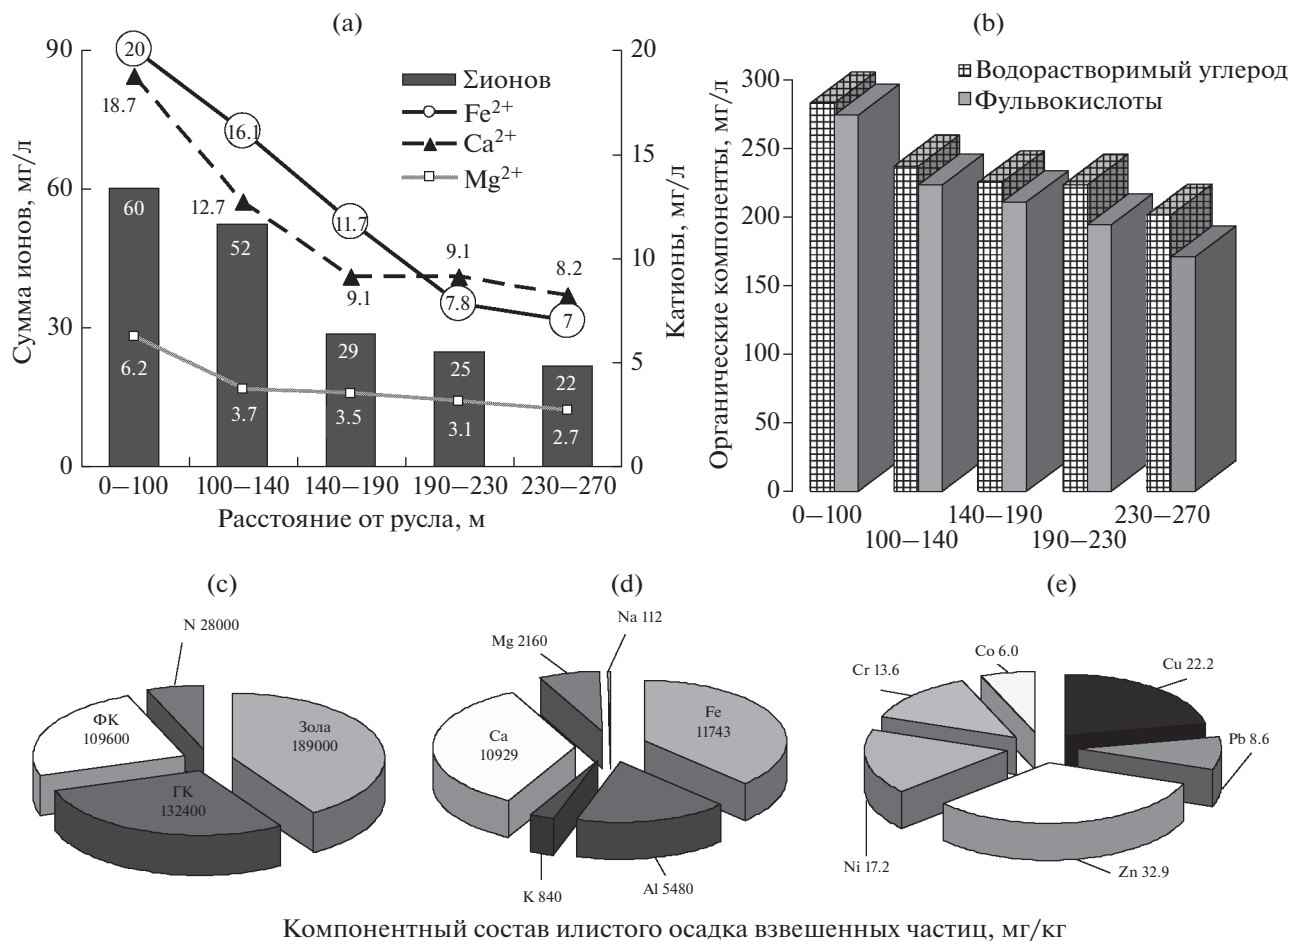 (a)
90
60
30
0
Сумма ионов, мг/л
20
15
10
5
0
Катионы, мг/л
Σионов
Fe²⁺
Ca²⁺
Mg²⁺
20
16.1
11.7
7.8
7
18.7
12.7
9.1
9.1
8.2
60
52
29
25
22
6.2
3.7
3.5
3.1
2.7
0–100 100–140 140–190 190–230 230–270
Расстояние от русла, м
(b)
Водорастворимый углерод
Фульвокислоты
300
250
200
150
100
50
0
Органические компоненты, мг/л
0–100 140–190 230–270
100–140 190–230
(c)
N 28000
ФК
109600
Зола
189000
ГК
132400
(d)
Na 112
Mg 2160
Fe
11743
Ca
10929
K 840
Al 5480
(e)
Co 6.0
Cr 13.6
Cu 22.2
Pb 8.6
Ni 17.2
Zn 32.9
Компонентный состав илистого осадка взвешенных частиц, мг/кг